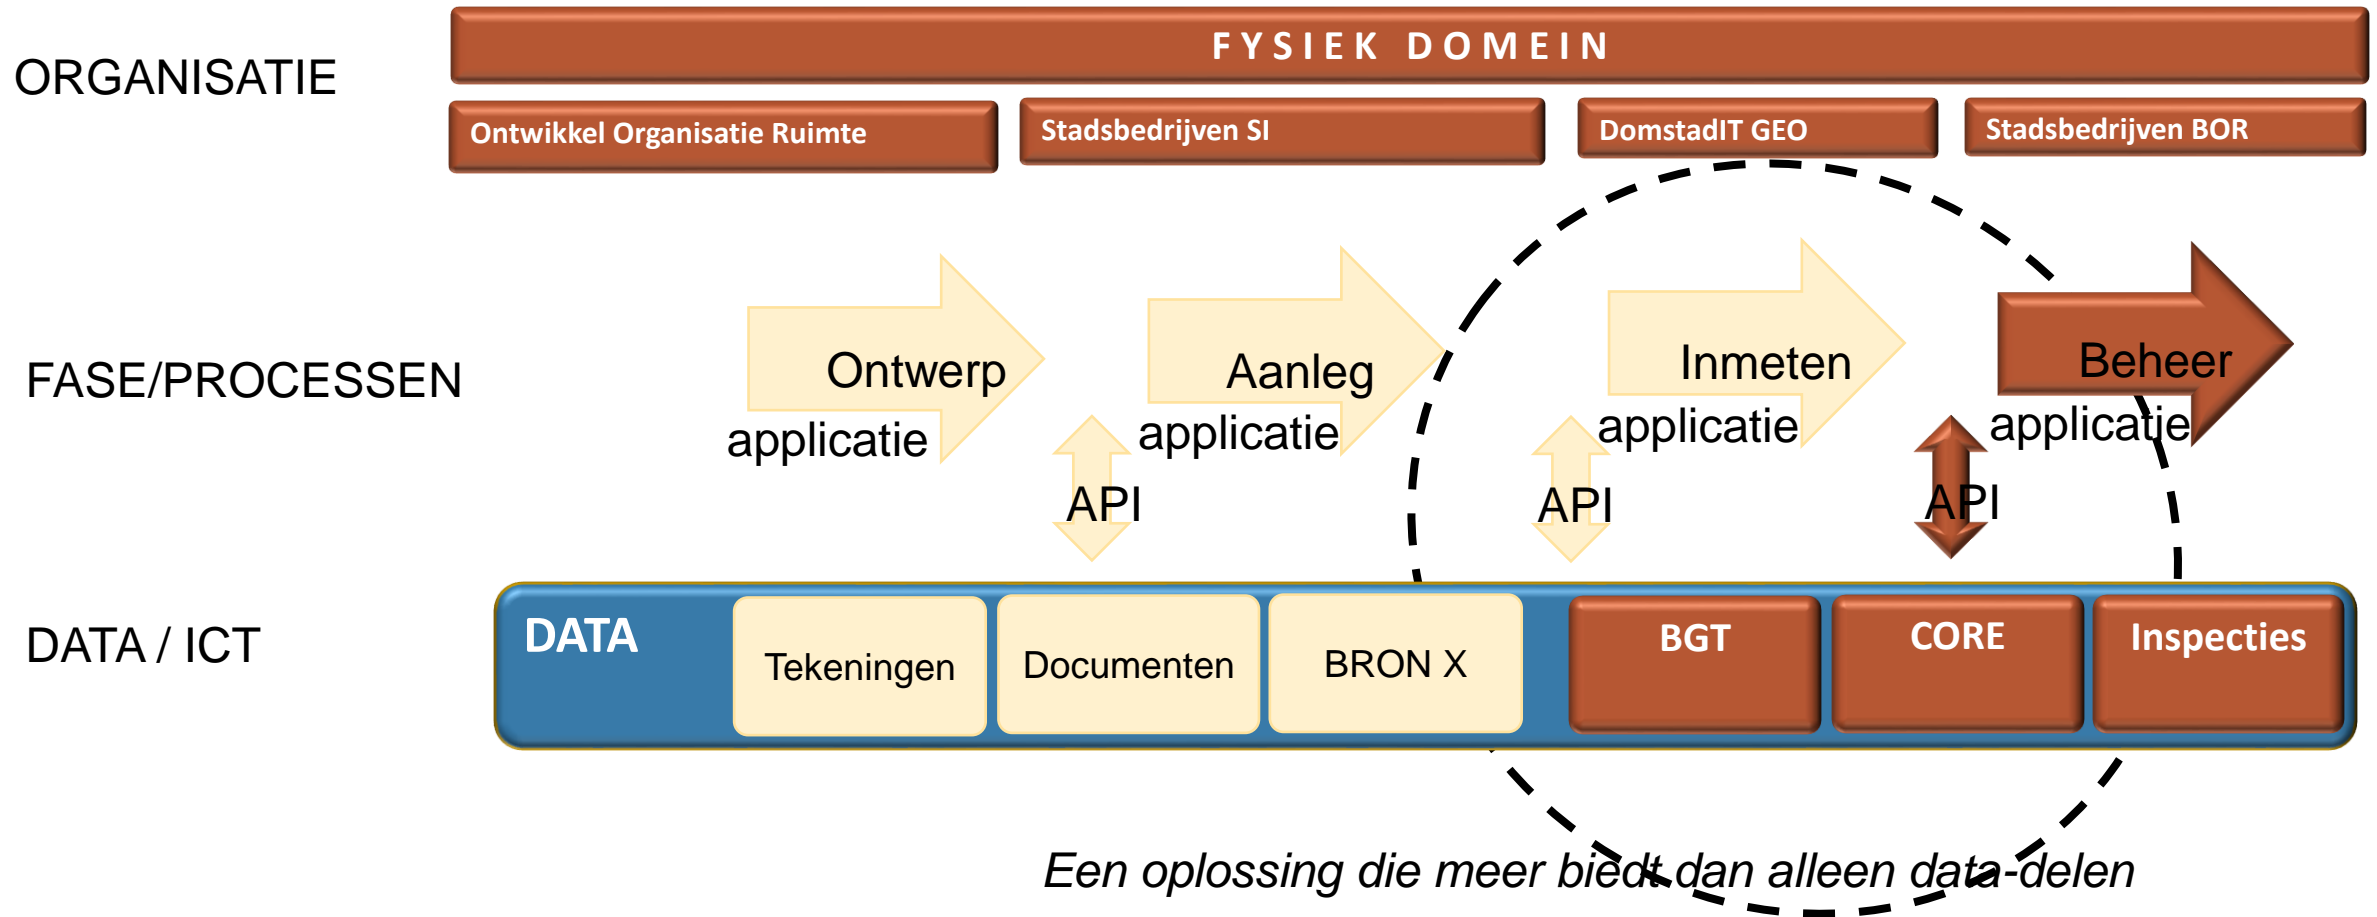 FYSIEK DOMEIN
ORGANISATIE
Ontwikkel Organisatie Ruimte
Stadsbedrijven SI
DomstadIT GEO
Stadsbedrijven BOR
FASE/PROCESSEN
Ontwerp
applicatie
Aanleg
applicatie
Inmeten
applicatie
Beheer
applicatie
API
API
API
DATA / ICT
DATA
Tekeningen
Documenten
BRON X
BGT
CORE
Inspecties
Een oplossing die meer biedt dan alleen data-delen